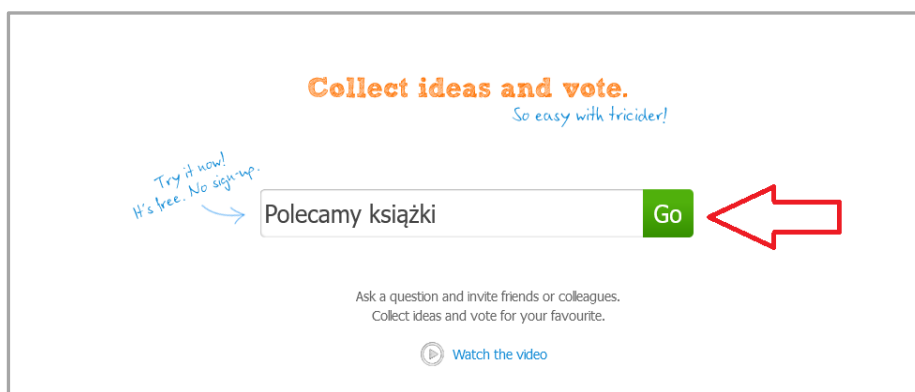 Collect ideas and vote.
So easy with tricider!
Try it now!
It's free. No sign-up.
Polecamy książki Go
Ask a question and invite friends or colleagues.
Collect ideas and vote for your favourite.
Watch the video